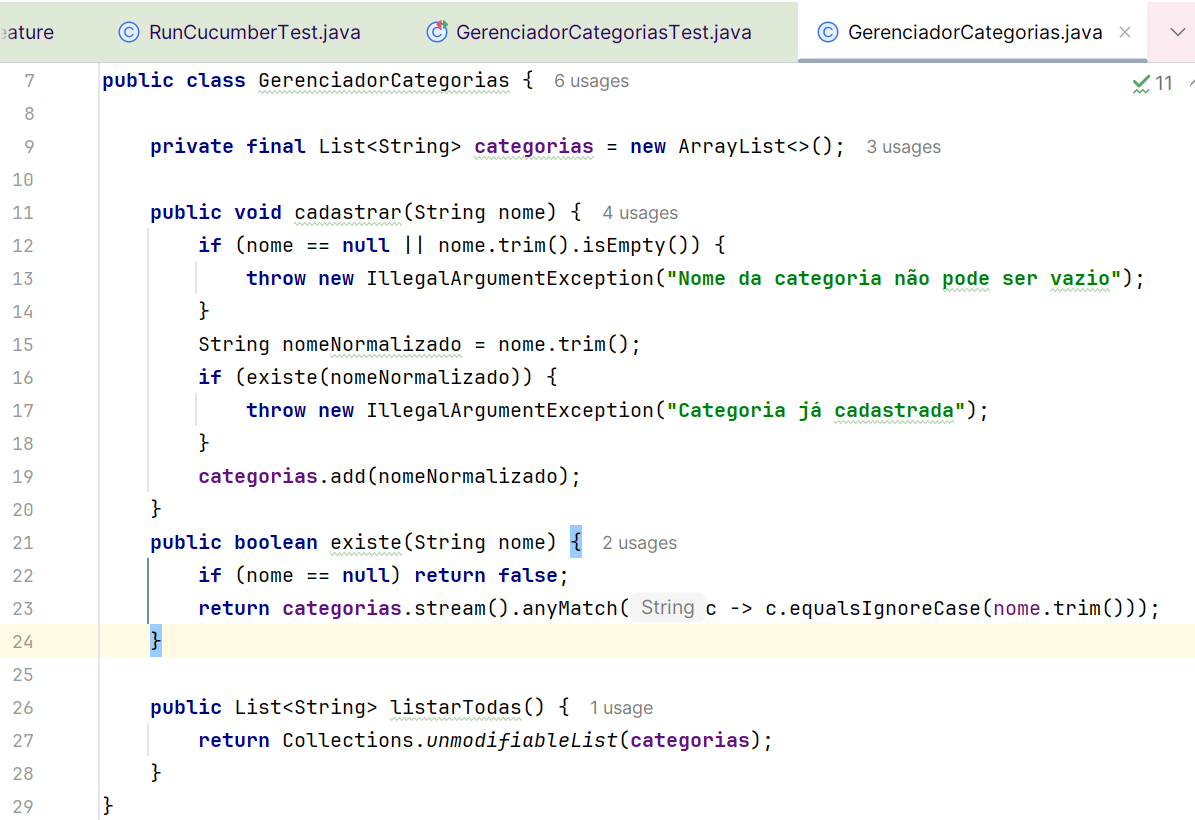 eature RunCucumberTest.java GerenciadorCategoriasTest.java GerenciadorCategorias.java
7 public class GerenciadorCategorias { 6 usages 11
8
9 private final List<String> categorias = new ArrayList<>(); 3 usages
10
11 public void cadastrar(String nome) { 4 usages
12 if (nome == null || nome.trim().isEmpty()) {
13 throw new IllegalArgumentException("Nome da categoria não pode ser vazio");
14 }
15 String nomeNormalizado = nome.trim();
16 if (existe(nomeNormalizado)) {
17 throw new IllegalArgumentException("Categoria já cadastrada");
18 }
19 categorias.add(nomeNormalizado);
20 }
21 public boolean existe(String nome) { 2 usages
22 if (nome == null) return false;
23 return categorias.stream().anyMatch( String c -> c.equalsIgnoreCase(nome.trim()));
24 }
25
26 public List<String> listarTodas() { 1 usage
27 return Collections.unmodifiableList(categorias);
28 }
29 }